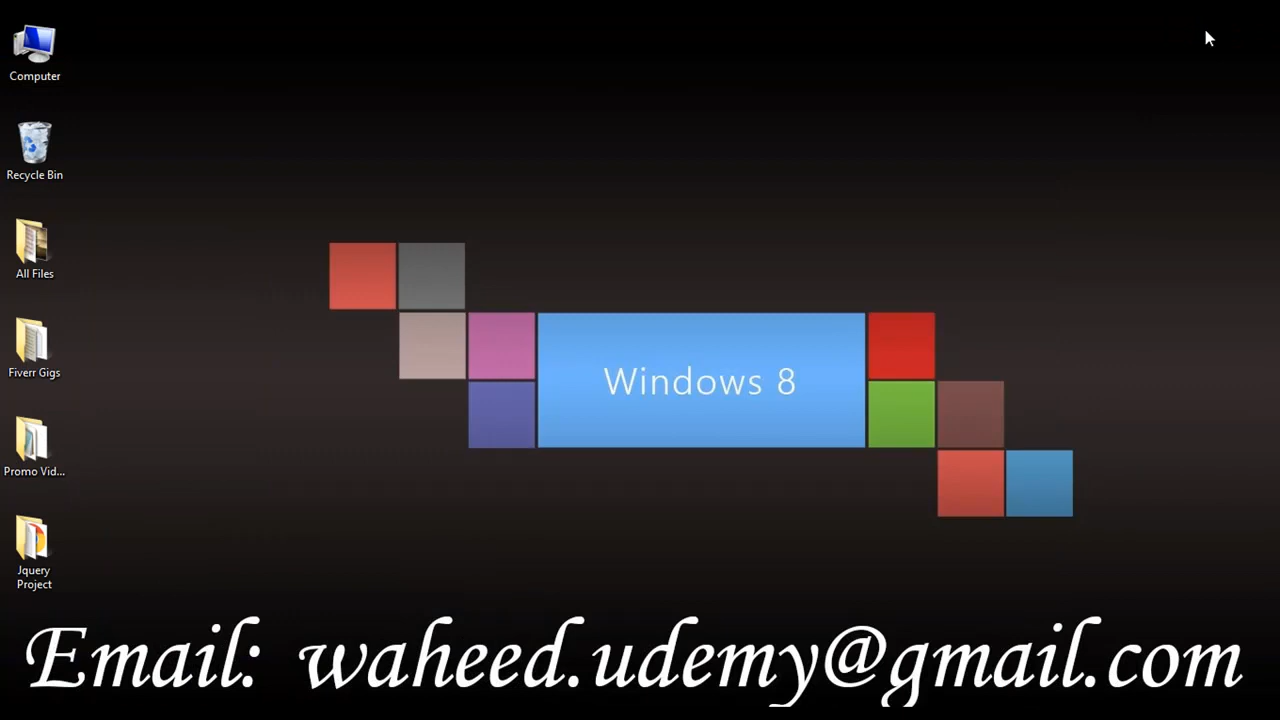 Computer
Recycle Bin
All Files
Fiverr Gigs
Promo Vid...
Jquery
Project
Windows 8
Email: waheed.udemy@gmail.com